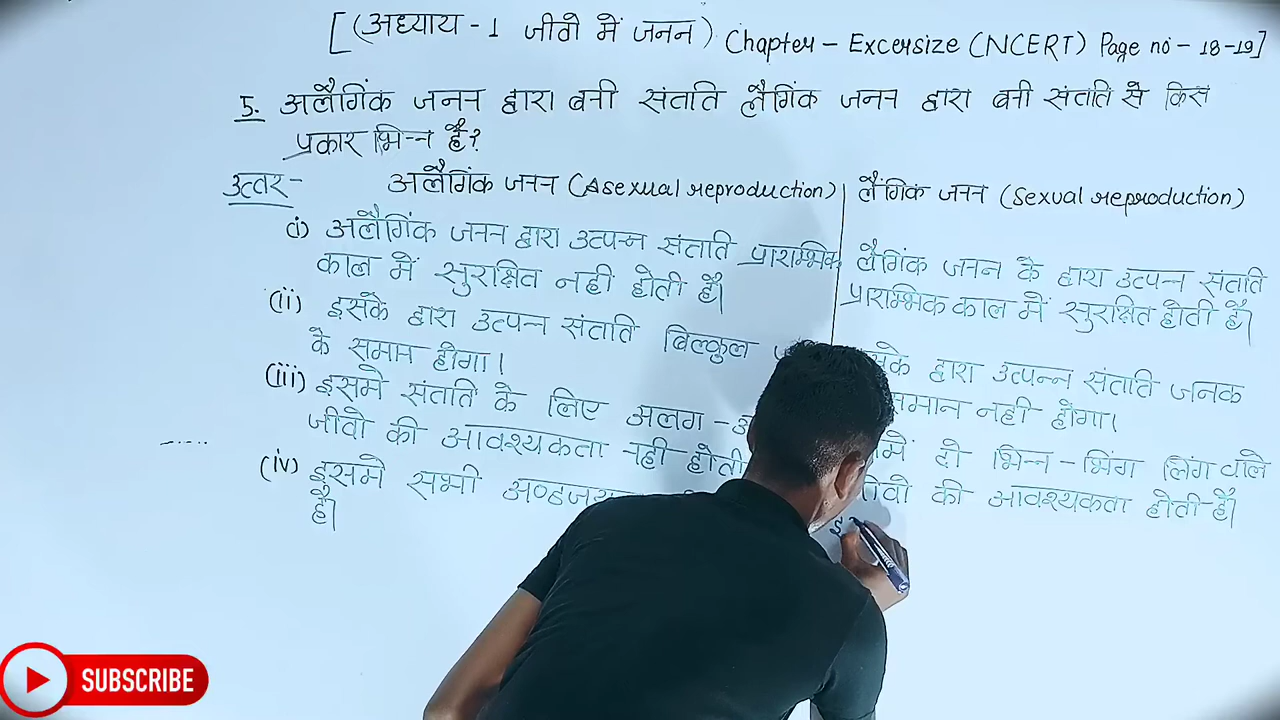 [(अध्याय - 1 जीवो में जनन) Chapter - Excersize (NCERT) Page no - 18-19]
5. अलैगिंक जनन द्वारा बनी संतति लैगिंक जनन द्वारा बनी संतति से किस
प्रकार भिन्न है?
उत्तर-
अलैगिंक जनन (Asexual reproduction)
(i) अलैगिंक जनन द्वारा उत्पन्न संतति प्रारम्भिक
काल में सुरक्षित नही होती है।
(ii) इसके द्वारा उत्पन्न संतति बिल्कुल
के समान होगा।
(iii) इसमे संतति के लिए अलग -
जीवो की आवश्यकता नही होती
(iv) इसमे सभी
है।
लैंगिक जनन (Sexual reproduction)
लैगिंक जनन के द्वारा उत्पन्न संतति
प्रारम्भिक काल में सुरक्षित होती है।
द्वारा उत्पन्न संतति जनक
समान नही होगा।
दो भिन्न-भिंग लिंग वाले
की आवश्यकता होती है।
SUBSCRIBE